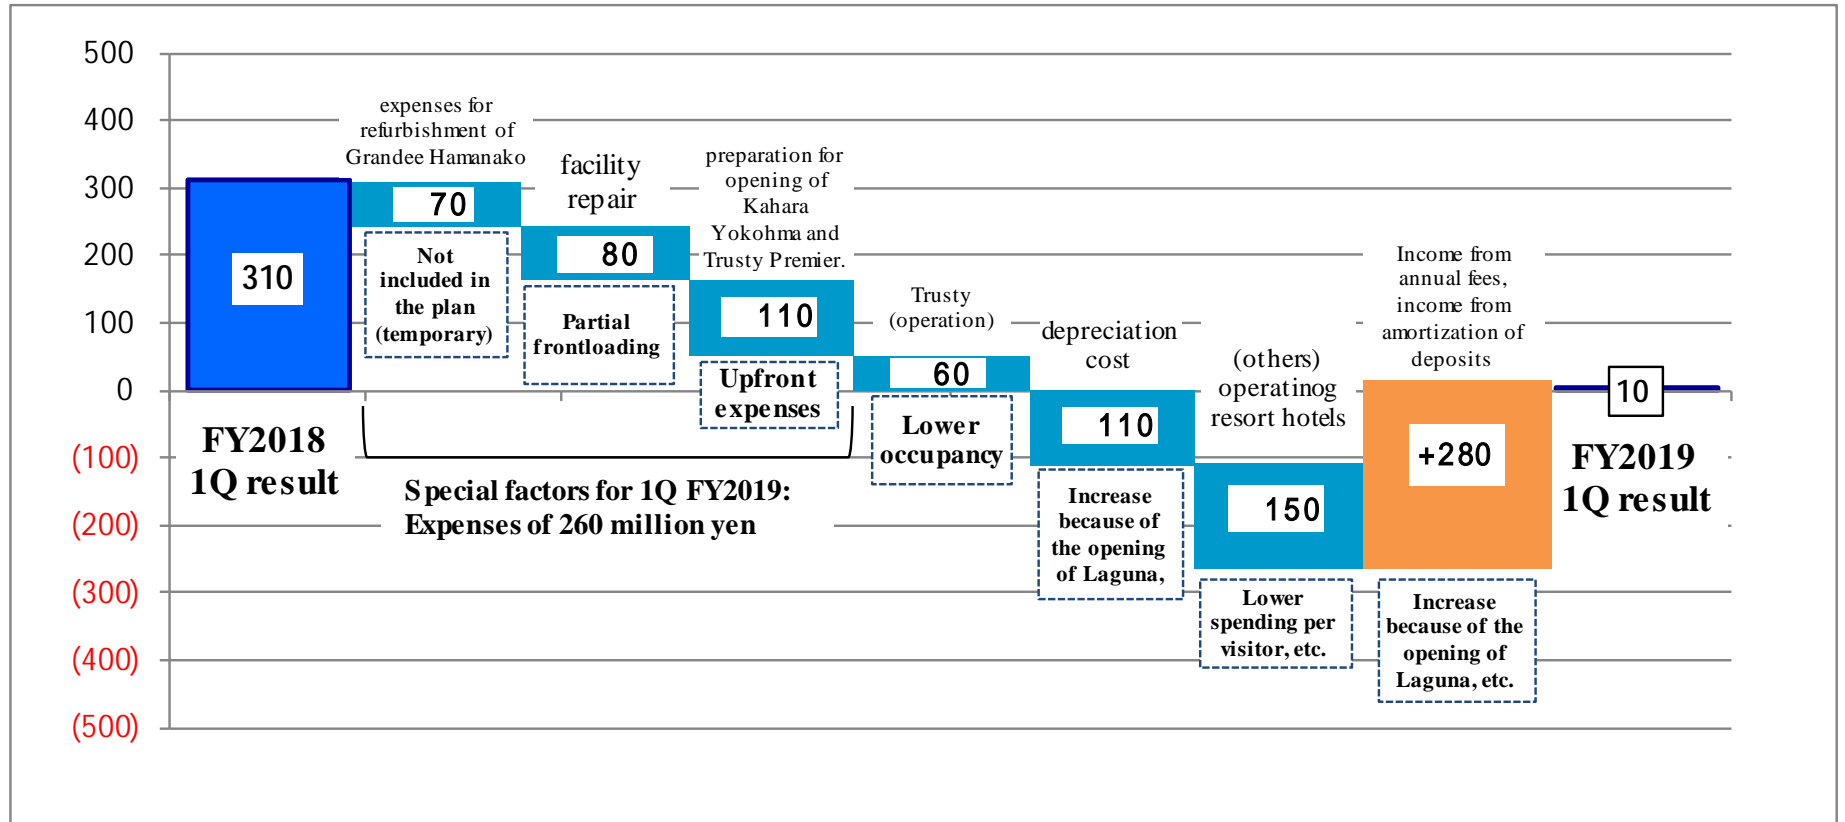 500
400
300
200
100
0
(100)
(200)
(300)
(400)
(500)
310
FY2018
1Q result
expenses for
refurbishment of
Grandee Hamanako
70
Not
included in
the plan
(temporary)
facility
repair
80
Partial
frontloading
preparation for
opening of
Kahara
Yokohma and
Trusty Premier.
110
Upfront
expenses
Special factors for 1Q FY2019:
Expenses of 260 million yen
Trusty
(operation)
60
Lower
occupancy
depreciation
cost
110
Increase
because of
the opening
of Laguna,
(others)
operatinog
resort hotels
150
Lower
spending per
visitor, etc.
Income from
annual fees,
income from
amortization of
deposits
+280
Increase
because of the
opening of
Laguna, etc.
10
FY2019
1Q result